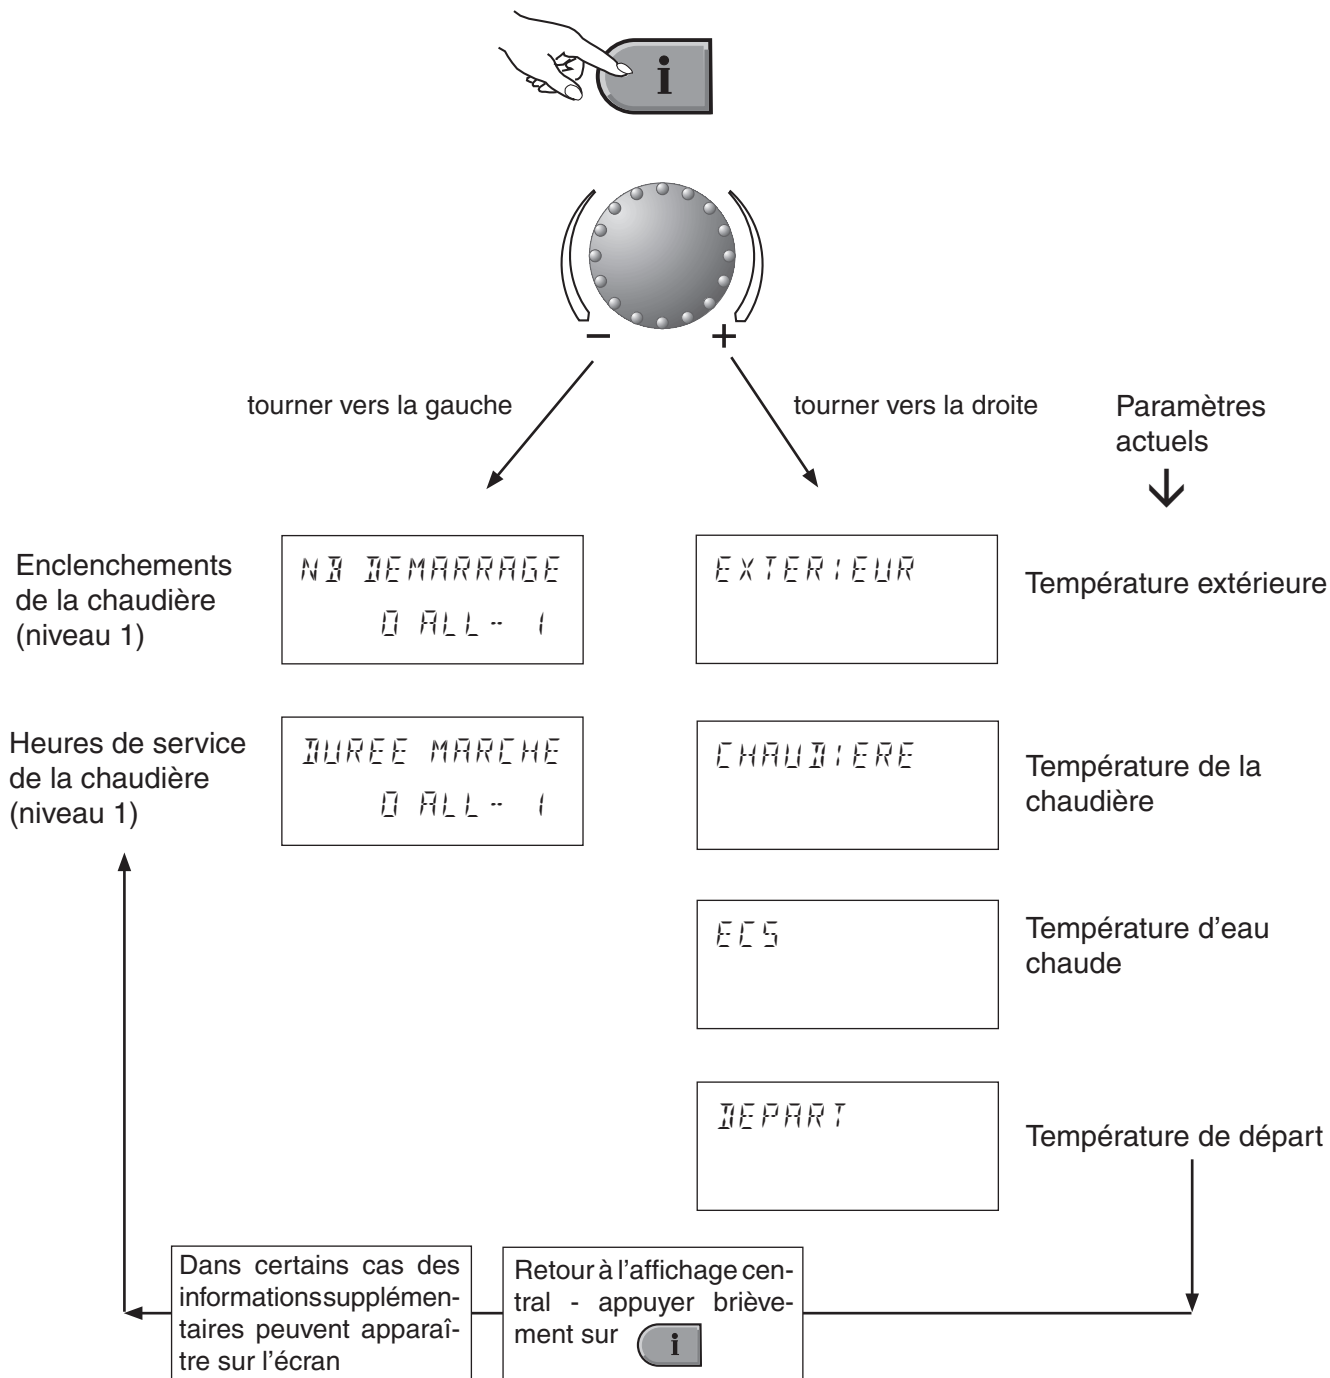 i
− +
tourner vers la gauche
tourner vers la droite
Paramètres
actuels
Enclenchements
de la chaudière
(niveau 1)
NB DEMARRAGE
0 ALL- 1
EXTERIEUR
Température extérieure
Heures de service
de la chaudière
(niveau 1)
DUREE MARCHE
0 ALL- 1
CHAUDIERE
Température de la
chaudière
ECS
Température d'eau
chaude
DEPART
Température de départ
Dans certains cas des
informations supplémen-
taires peuvent apparaî-
tre sur l'écran
Retour à l'affichage cen-
tral - appuyer briève-
ment sur i